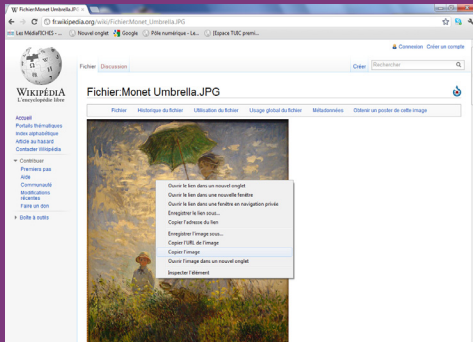 Fichier:Monet Umbrella.JPG
fr.wikipedia.org/wiki/Fichier:Monet_Umbrella.JPG
Les MédiaFICHES - ... Nouvel onglet Google Pôle numérique - Le... [Espace TUIC premi...
Connexion Créer un compte
Fichier Discussion Créer Rechercher
WIKIPÉDIA
L'encyclopédie libre
Fichier:Monet Umbrella.JPG
Fichier Historique du fichier Utilisation du fichier Usage global du fichier Métadonnées Obtenir un poster de cette image
Accueil
Portails thématiques
Index alphabétique
Article au hasard
Contacter Wikipédia
Contribuer
Premiers pas
Aide
Communauté
Modifications
récentes
Faire un don
Boîte à outils
Ouvrir le lien dans un nouvel onglet
Ouvrir le lien dans une nouvelle fenêtre
Ouvrir le lien dans une fenêtre en navigation privée
Enregistrer le lien sous...
Copier l'adresse du lien
Enregistrer l'image sous...
Copier l'URL de l'image
Copier l'image
Ouvrir l'image dans un nouvel onglet
Inspecter l'élément